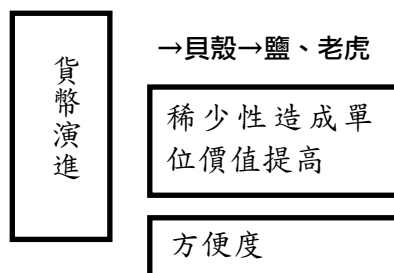 貨幣演進
→貝殼→鹽、老虎
稀少性造成單
位價值提高
方便度